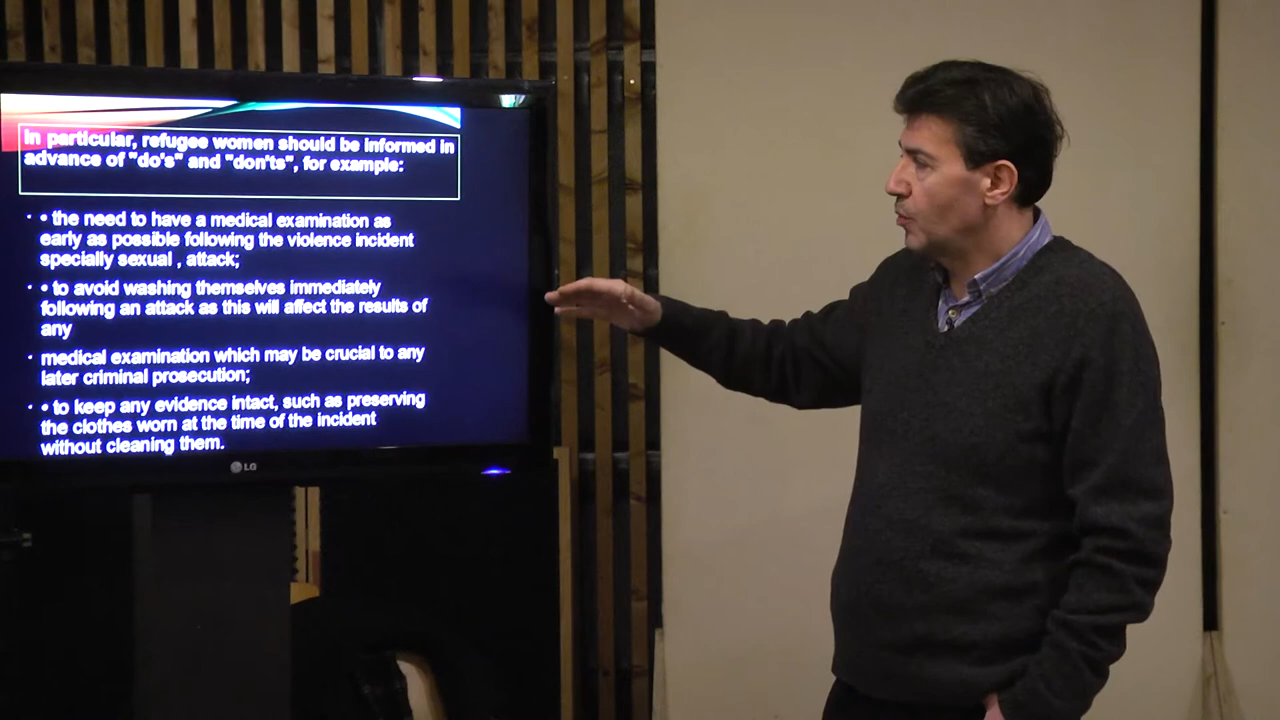 In particular, refugee women should be informed in
advance of "do's" and "don'ts", for example:
· • the need to have a medical examination as
early as possible following the violence incident
specially sexual , attack;
· • to avoid washing themselves immediately
following an attack as this will affect the results of
any
· medical examination which may be crucial to any
later criminal prosecution;
· • to keep any evidence intact, such as preserving
the clothes worn at the time of the incident
without cleaning them.
LG